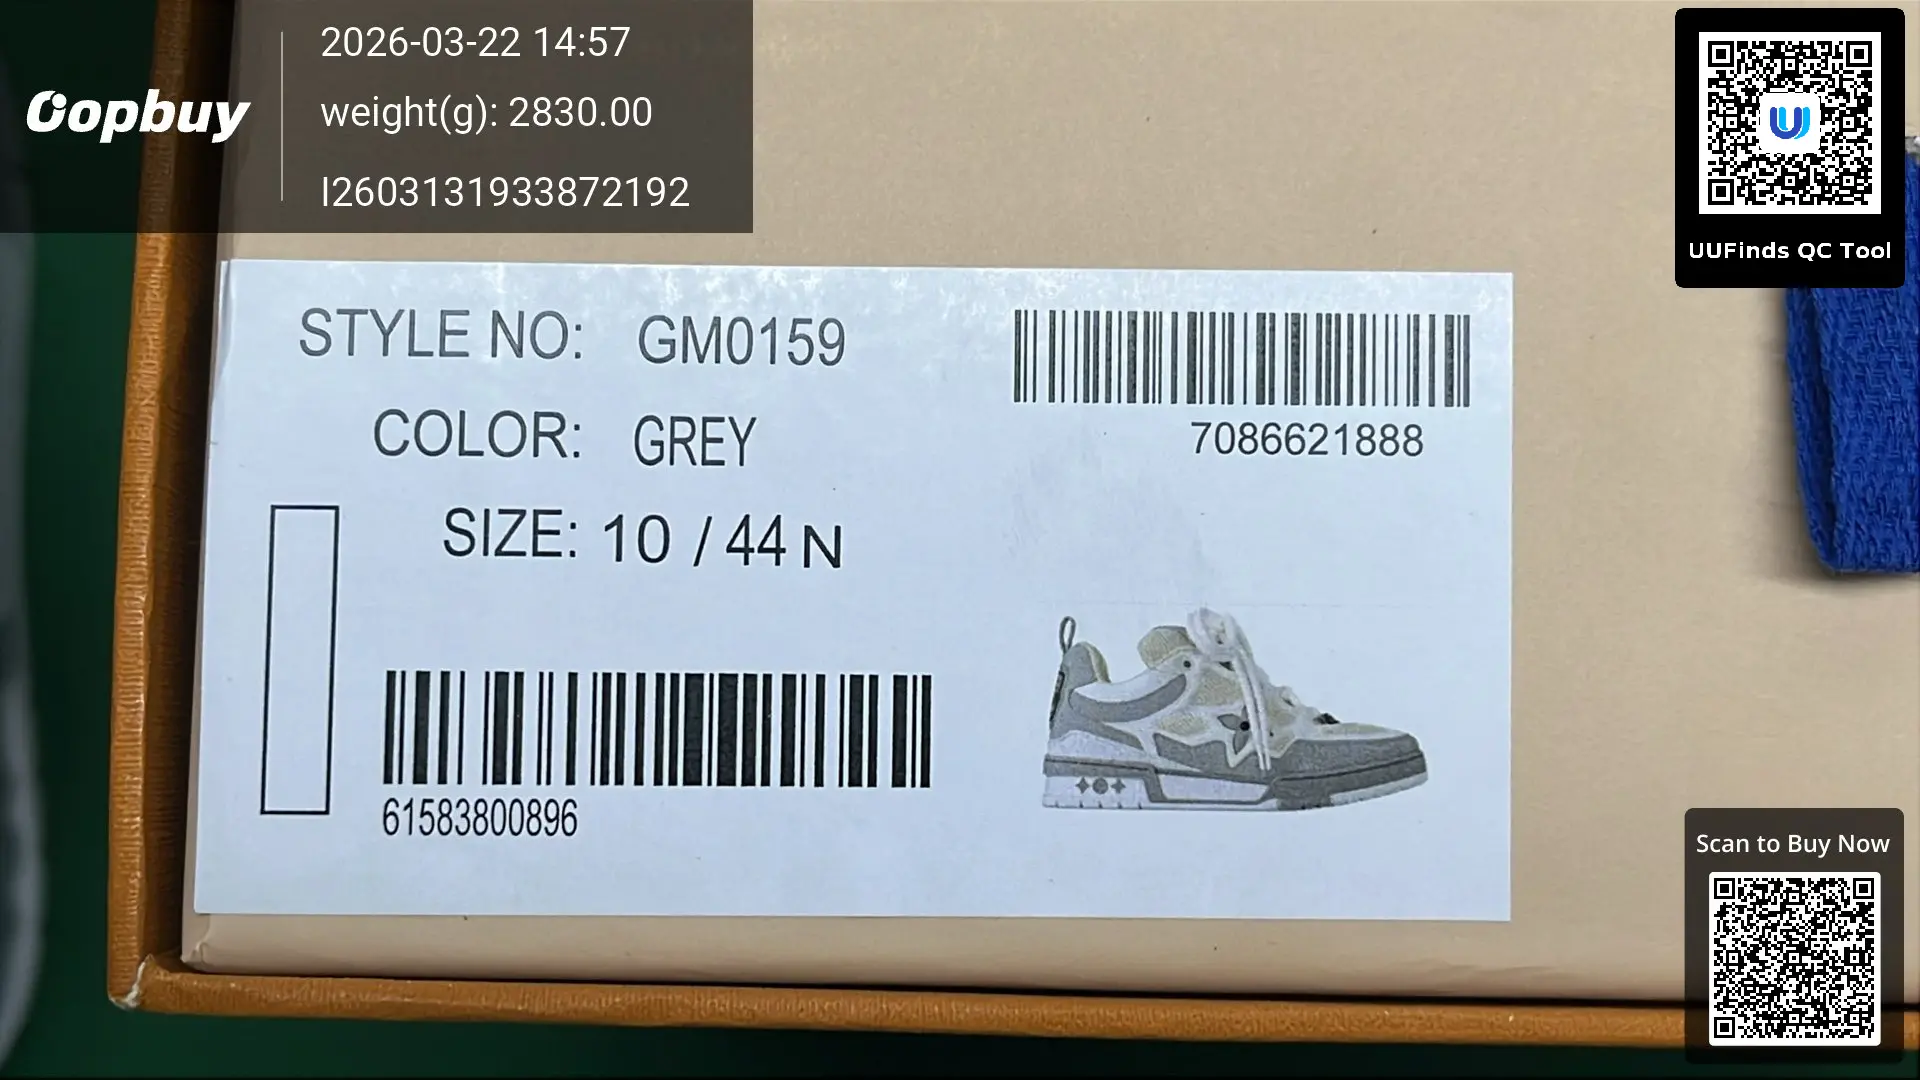 Oopbuy
2026-03-22 14:57
weight(g): 2830.00
I2603131933872192
UUFinds QC Tool
STYLE NO: GM0159
COLOR: GREY
SIZE: 10 / 44 N
7086621888
61583800896
Scan to Buy Now